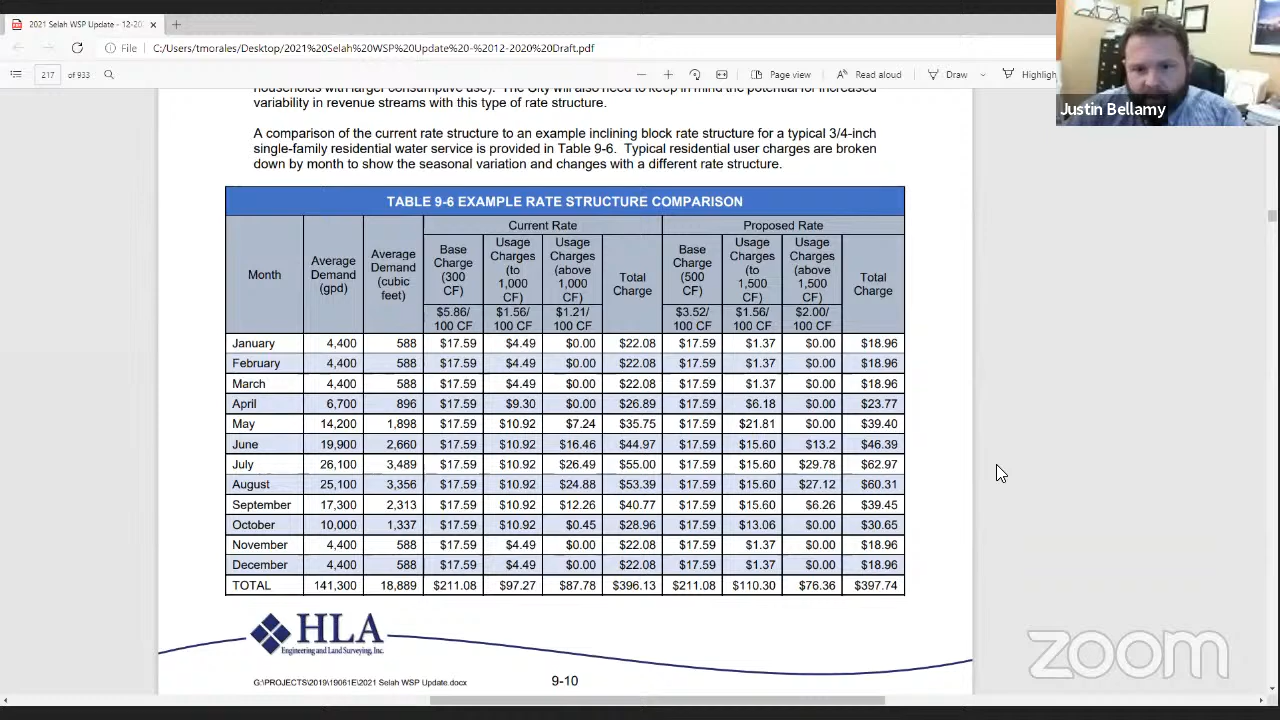 2021 Selah WSP Update - 12-20
File C:/Users/tmorales/Desktop/2021%20Selah%20WSP%20Update%20-%2012-2020%20Draft.pdf
217 of 933 Page view Read aloud Draw Highligh
Justin Bellamy
households with larger consumptive use). The City will also need to keep in mind the potential for increased
variability in revenue streams with this type of rate structure.
A comparison of the current rate structure to an example inclining block rate structure for a typical 3/4-inch
single-family residential water service is provided in Table 9-6. Typical residential user charges are broken
down by month to show the seasonal variation and changes with a different rate structure.
TABLE 9-6 EXAMPLE RATE STRUCTURE COMPARISON
Current Rate Proposed Rate
Month
Average
Demand
(gpd)
Average
Demand
(cubic
feet)
Base
Charge
(300
CF)
Usage
Charges
(to
1,000
CF)
Usage
Charges
(above
1,000
CF)
Total
Charge
Base
Charge
(500
CF)
Usage
Charges
(to
1,500
CF)
Usage
Charges
(above
1,500
CF)
Total
Charge
$5.86/ $1.56/ $1.21/ $3.52/ $1.56/ $2.00/
100 CF 100 CF 100 CF 100 CF 100 CF 100 CF
January 4,400 588 $17.59 $4.49 $0.00 $22.08 $17.59 $1.37 $0.00 $18.96
February 4,400 588 $17.59 $4.49 $0.00 $22.08 $17.59 $1.37 $0.00 $18.96
March 4,400 588 $17.59 $4.49 $0.00 $22.08 $17.59 $1.37 $0.00 $18.96
April 6,700 896 $17.59 $9.30 $0.00 $26.89 $17.59 $6.18 $0.00 $23.77
May 14,200 1,898 $17.59 $10.92 $7.24 $35.75 $17.59 $21.81 $0.00 $39.40
June 19,900 2,660 $17.59 $10.92 $16.46 $44.97 $17.59 $15.60 $13.2 $46.39
July 26,100 3,489 $17.59 $10.92 $26.49 $55.00 $17.59 $15.60 $29.78 $62.97
August 25,100 3,356 $17.59 $10.92 $24.88 $53.39 $17.59 $15.60 $27.12 $60.31
September 17,300 2,313 $17.59 $10.92 $12.26 $40.77 $17.59 $15.60 $6.26 $39.45
October 10,000 1,337 $17.59 $10.92 $0.45 $28.96 $17.59 $13.06 $0.00 $30.65
November 4,400 588 $17.59 $4.49 $0.00 $22.08 $17.59 $1.37 $0.00 $18.96
December 4,400 588 $17.59 $4.49 $0.00 $22.08 $17.59 $1.37 $0.00 $18.96
TOTAL 141,300 18,889 $211.08 $97.27 $87.78 $396.13 $211.08 $110.30 $76.36 $397.74
HLA
Engineering and Land Surveying, Inc.
zoom
G:\PROJECTS\2019\19061E\2021 Selah WSP Update.docx
9-10